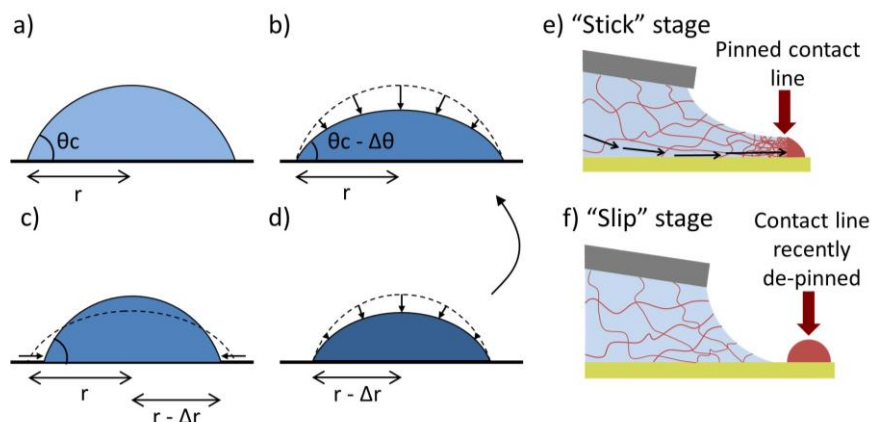 a)
θc
r
b)
θc - Δθ
r
c)
r
r - Δr
d)
r - Δr
e) “Stick” stage
Pinned contact
line
f) “Slip” stage
Contact line
recently
de-pinned